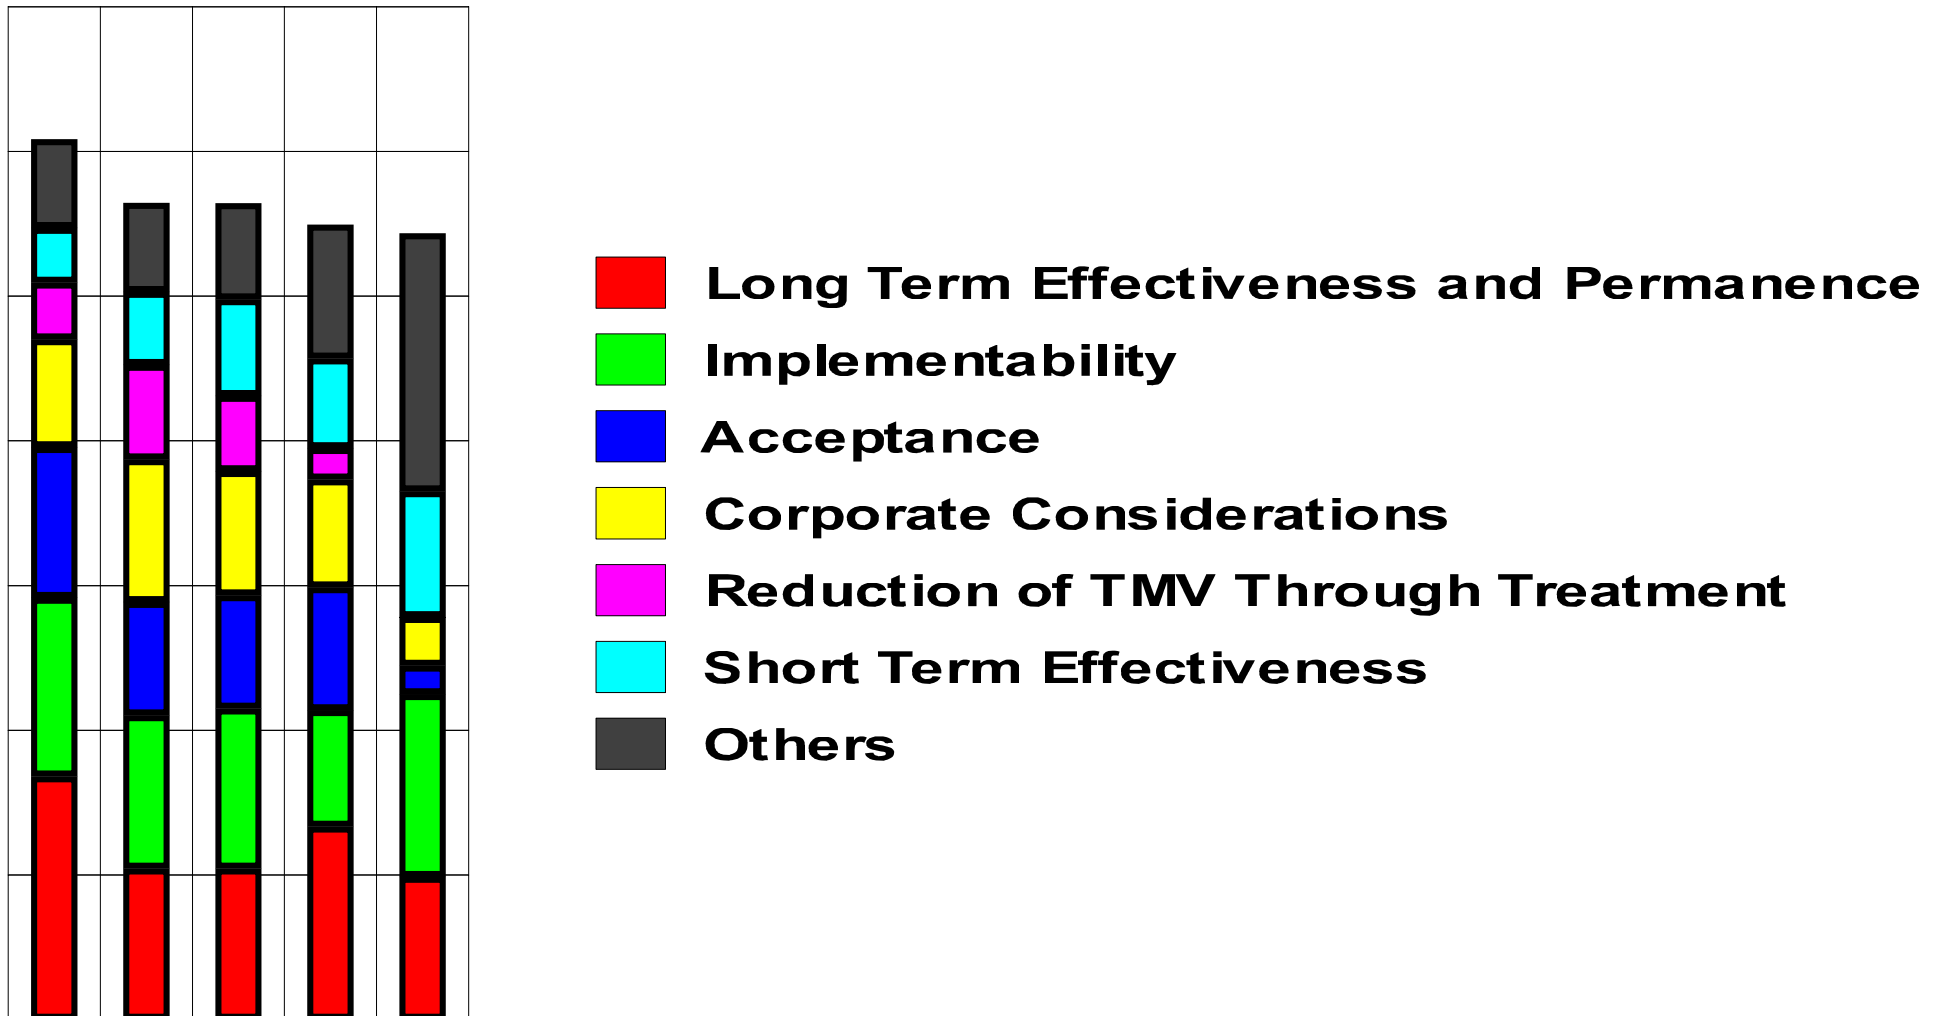 Long Term Effectiveness and Permanence
Implementability
Acceptance
Corporate Considerations
Reduction of TMV Through Treatment
Short Term Effectiveness
Others